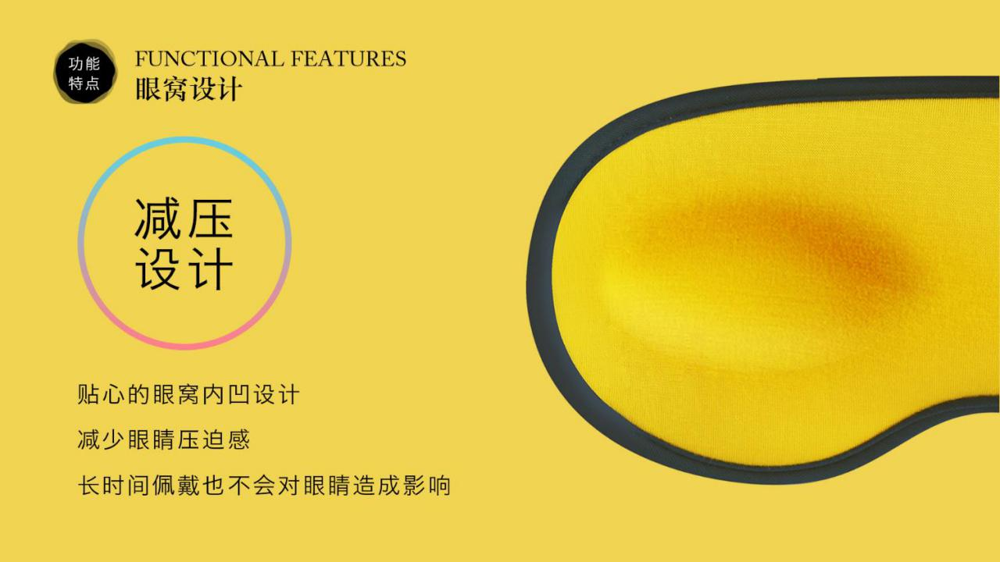 功能
特点
FUNCTIONAL FEATURES
眼窝设计
减压
设计
贴心的眼窝内凹设计
减少眼睛压迫感
长时间佩戴也不会对眼睛造成影响